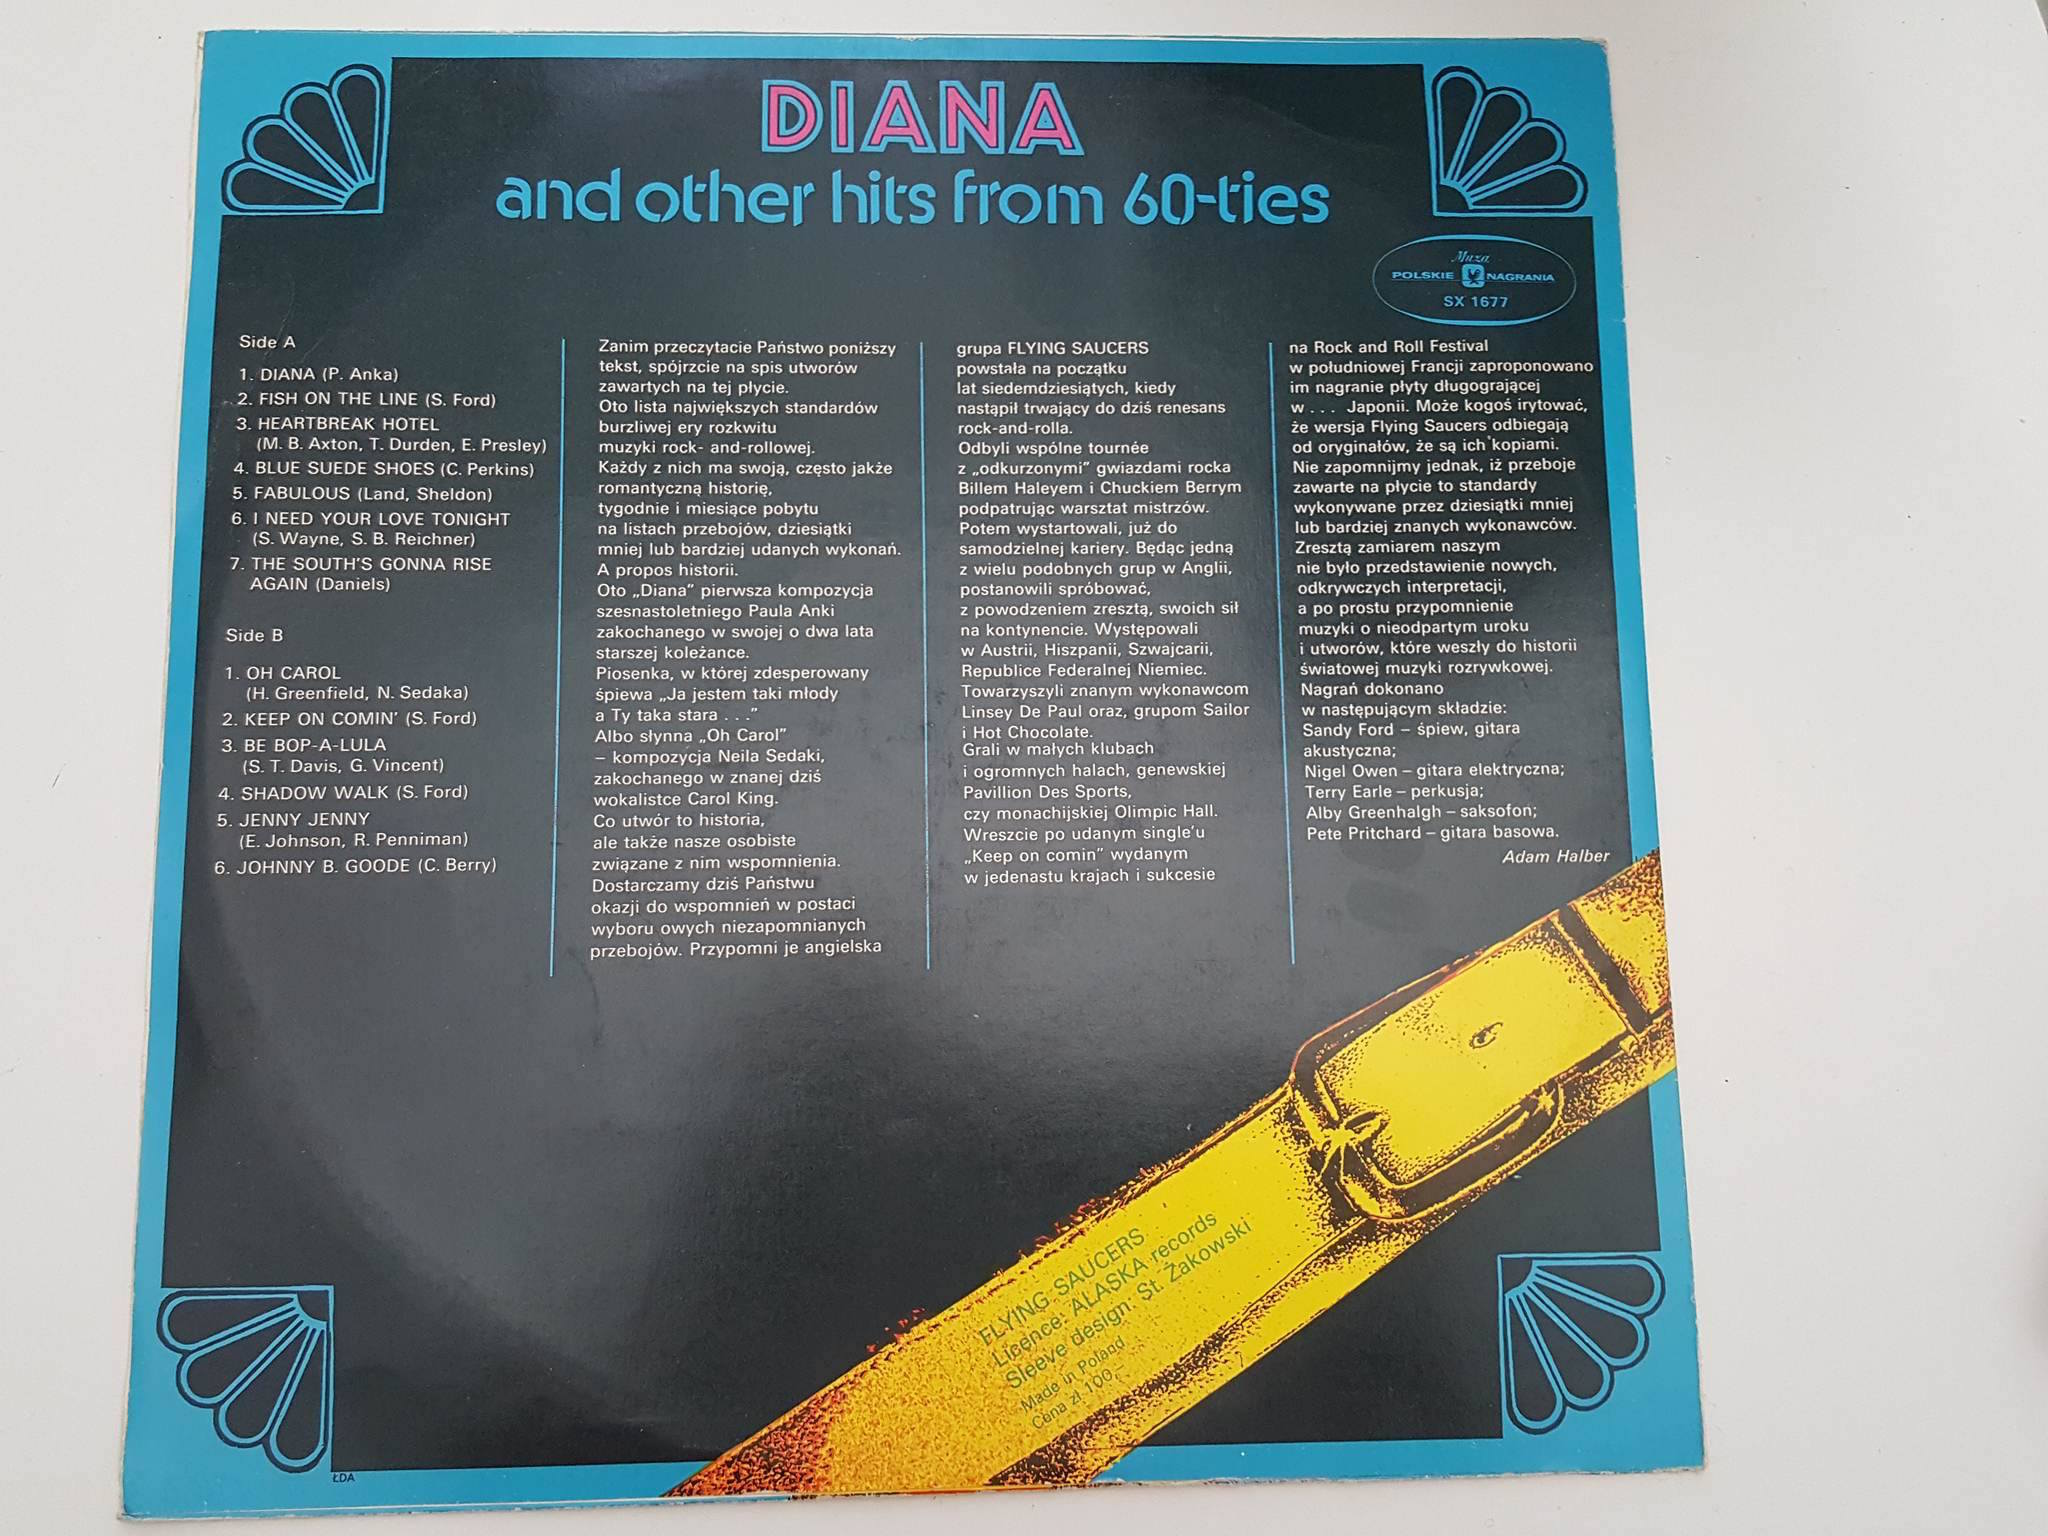 DIANA
and other hits from 60-ties
Muza
POLSKIE NAGRANIA
SX 1677
Side A
1. DIANA (P. Anka)
2. FISH ON THE LINE (S. Ford)
3. HEARTBREAK HOTEL
(M. B. Axton, T. Durden, E. Presley)
4. BLUE SUEDE SHOES (C. Perkins)
5. FABULOUS (Land, Sheldon)
6. I NEED YOUR LOVE TONIGHT
(S. Wayne, S. B. Reichner)
7. THE SOUTH'S GONNA RISE
AGAIN (Daniels)
Side B
1. OH CAROL
(H. Greenfield, N. Sedaka)
2. KEEP ON COMIN' (S. Ford)
3. BE BOP-A-LULA
(S. T. Davis, G. Vincent)
4. SHADOW WALK (S. Ford)
5. JENNY JENNY
(E. Johnson, R. Penniman)
6. JOHNNY B. GOODE (C. Berry)
Zanim przeczytacie Państwo poniższy
tekst, spójrzcie na spis utworów
zawartych na tej płycie.
Oto lista największych standardów
burzliwej ery rozkwitu
muzyki rock- and-rollowej.
Każdy z nich ma swoją, często jakże
romantyczną historię,
tygodnie i miesiące pobytu
na listach przebojów, dziesiątki
mniej lub bardziej udanych wykonań.
A propos historii.
Oto „Diana” pierwsza kompozycja
szesnastoletniego Paula Anki
zakochanego w swojej o dwa lata
starszej koleżance.
Piosenka, w której zdesperowany
śpiewa „Ja jestem taki młody
a Ty taka stara . . .”
Albo słynna „Oh Carol”
– kompozycja Neila Sedaki,
zakochanego w znanej dziś
wokalistce Carol King.
Co utwór to historia,
ale także nasze osobiste
związane z nim wspomnienia.
Dostarczamy dziś Państwu
okazji do wspomnień w postaci
wyboru owych niezapomnianych
przebojów. Przypomni je angielska
grupa FLYING SAUCERS
powstała na początku
lat siedemdziesiątych, kiedy
nastąpił trwający do dziś renesans
rock-and-rolla.
Odbyli wspólne tournée
z „odkurzonymi” gwiazdami rocka
Billem Haleyem i Chuckiem Berrym
podpatrując warsztat mistrzów.
Potem wystartowali, już do
samodzielnej kariery. Będąc jedną
z wielu podobnych grup w Anglii,
postanowili spróbować,
z powodzeniem zresztą, swoich sił
na kontynencie. Występowali
w Austrii, Hiszpanii, Szwajcarii,
Republice Federalnej Niemiec.
Towarzyszyli znanym wykonawcom
Linsey De Paul oraz, grupom Sailor
i Hot Chocolate.
Grali w małych klubach
i ogromnych halach, genewskiej
Pavillion Des Sports,
czy monachijskiej Olimpic Hall.
Wreszcie po udanym single'u
„Keep on comin” wydanym
w jedenastu krajach i sukcesie
na Rock and Roll Festival
w południowej Francji zaproponowano
im nagranie płyty długogrającej
w . . . Japonii. Może kogoś irytować,
że wersja Flying Saucers odbiegają
od oryginałów, że są ich kopiami.
Nie zapomnijmy jednak, iż przeboje
zawarte na płycie to standardy
wykonywane przez dziesiątki mniej
lub bardziej znanych wykonawców.
Zresztą zamiarem naszym
nie było przedstawienie nowych,
odkrywczych interpretacji,
a po prostu przypomnienie
muzyki o nieodpartym uroku
i utworów, które weszły do historii
światowej muzyki rozrywkowej.
Nagrań dokonano
w następującym składzie:
Sandy Ford – śpiew, gitara
akustyczna;
Nigel Owen – gitara elektryczna;
Terry Earle – perkusja;
Alby Greenhalgh – saksofon;
Pete Pritchard – gitara basowa.
Adam Halber
FLYING SAUCERS
Licence: ALASKA records
Sleeve design: St. Żakowski
Made in Poland
Cena zł 100,–
ŁDA